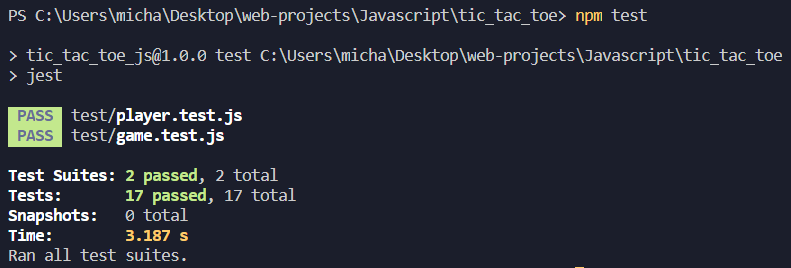 PS C:\Users\micha\Desktop\web-projects\Javascript\tic_tac_toe> npm test
> tic_tac_toe_js@1.0.0 test C:\Users\micha\Desktop\web-projects\Javascript\tic_tac_toe
> jest
PASS test/player.test.js
PASS test/game.test.js
Test Suites: 2 passed, 2 total
Tests: 17 passed, 17 total
Snapshots: 0 total
Time: 3.187 s
Ran all test suites.